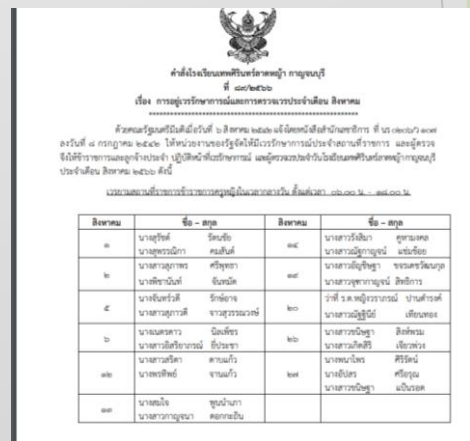 คำสั่งโรงเรียนเทพศิรินทร์ลาดหญ้า กาญจนบุรี
ที่ ๘๙/๒๕๖๖
เรื่อง การอยู่เวรรักษาการณ์และการตรวจเวรประจำเดือน สิงหาคม
ด้วยคณะรัฐมนตรีมีมติเมื่อวันที่ ๖ สิงหาคม ๒๕๔๒ แจ้งโดยหนังสือสำนักเลขาธิการ ที่ นร ๐๒๐๖/ว ๑๐๗
ลงวันที่ ๘ กรกฎาคม ๒๕๔๒ ให้หน่วยงานของรัฐจัดให้มีเวรรักษาการณ์ประจำสถานที่ราชการ และผู้ตรวจ
จึงให้ข้าราชการและลูกจ้างประจำ ปฏิบัติหน้าที่เวรรักษาการณ์ และผู้ตรวจเวรประจำวันโรงเรียนเทพศิรินทร์ลาดหญ้า กาญจนบุรี
ประจำเดือน สิงหาคม ๒๕๖๖ ดังนี้
เวรยามสถานที่ราชการข้าราชการครูหญิงในเวลากลางวัน ตั้งแต่เวลา ๐๖.๐๐ น. - ๑๘.๐๐ น.
สิงหาคม ชื่อ – สกุล สิงหาคม ชื่อ – สกุล
๑ นางสุรัชต์ รัตนชัย ๑๔ นางสาวรังสิมา คูหามงคล
นางสุพรรณิกา คมสันต์ นางสาวณัฐกาญจน์ แช่มช้อย
๒ นางสาวสุภาพร ศรีพุทธา ๑๙ นางสาวอัญชิษฐา ขจรเดชวัฒนกุล
นางพิชานันท์ จันทมัด นางสาวจุฑากาญจน์ สิทธิการ
๕ นางจันทร์วดี รักษ์อาจ ๒๐ ว่าที่ ร.ต.หญิงวราภรณ์ ปานดำรงค์
นางสาวสุภาวดี จาวสุวรรณวงษ์ นางสาวณัฐฐินีย์ เทียนทอง
๖ นางเนตรดาว นิลเพ็ชร ๒๖ นางสาวขนิษฐา สิงห์พรม
นางสาวอิสริยาภรณ์ ยี่ประชา นางสาวเกิดสิริ เจียวพ่วง
๑๒ นางสาวสริตา ดาบแก้ว ๒๗ นางพนาไพร ศิริรัตน์
นางพรทิพย์ จานแก้ว นางอัปสร ศรีอรุณ
นางสาวขนิษฐา แป้นรอด
๑๓ นางสมใจ พูนนำเภา
นางสาวกาญจนา ดอกกะถิน